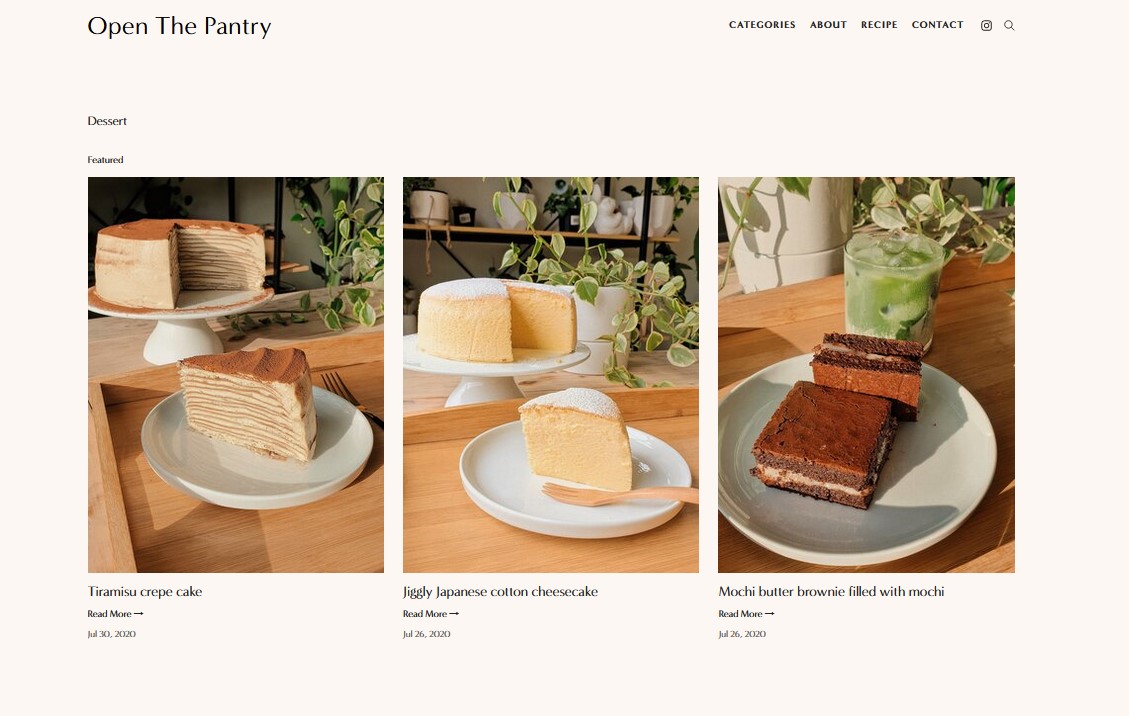 Open The Pantry
CATEGORIES ABOUT RECIPE CONTACT
Dessert
Featured
Tiramisu crepe cake
Read More →
Jul 30, 2020
Jiggly Japanese cotton cheesecake
Read More →
Jul 26, 2020
Mochi butter brownie filled with mochi
Read More →
Jul 26, 2020